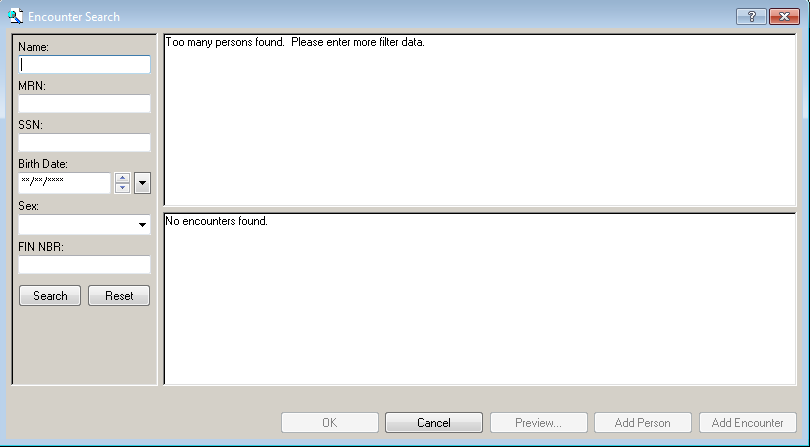 Encounter Search
Name:
MRN:
SSN:
Birth Date:
**/**/****
Sex:
FIN NBR:
Search Reset
Too many persons found.  Please enter more filter data.
No encounters found.
OK Cancel Preview... Add Person Add Encounter